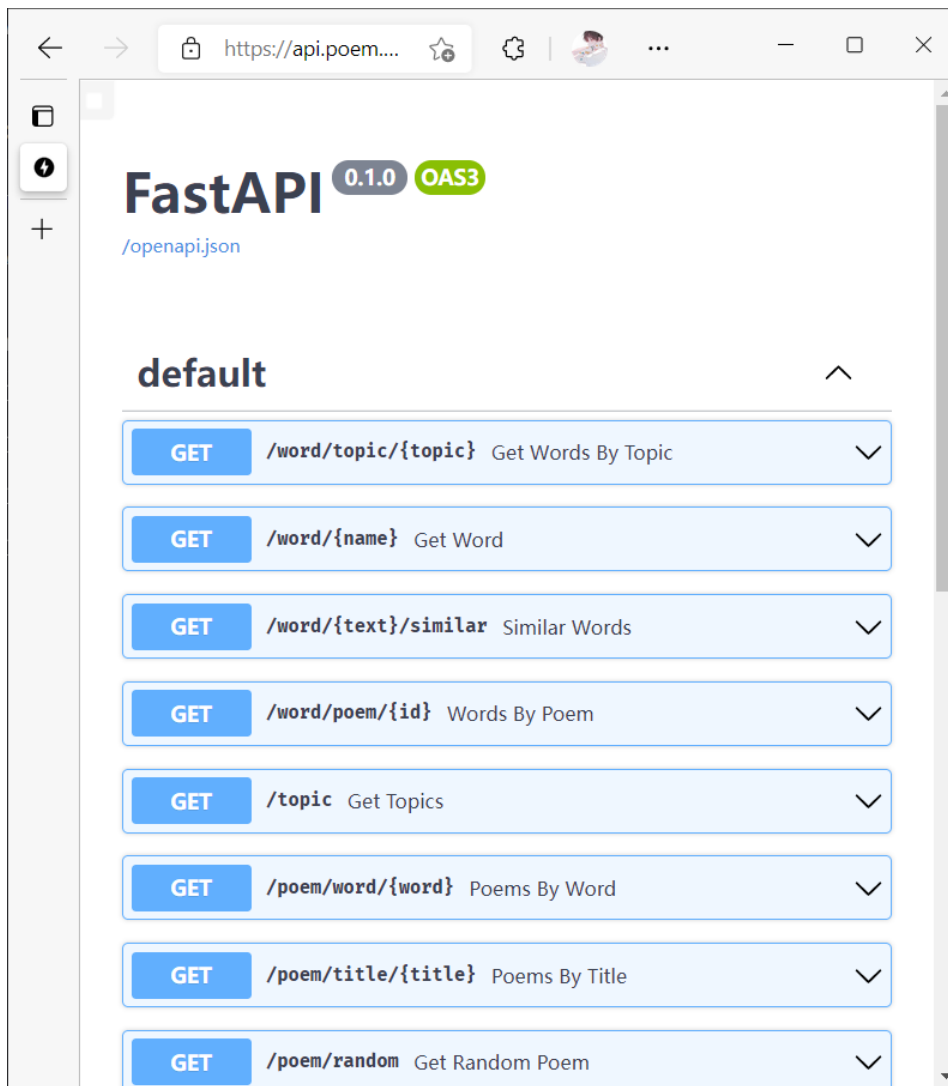 https://api.poem....
FastAPI 0.1.0 OAS3
/openapi.json
default
GET /word/topic/{topic} Get Words By Topic
GET /word/{name} Get Word
GET /word/{text}/similar Similar Words
GET /word/poem/{id} Words By Poem
GET /topic Get Topics
GET /poem/word/{word} Poems By Word
GET /poem/title/{title} Poems By Title
GET /poem/random Get Random Poem